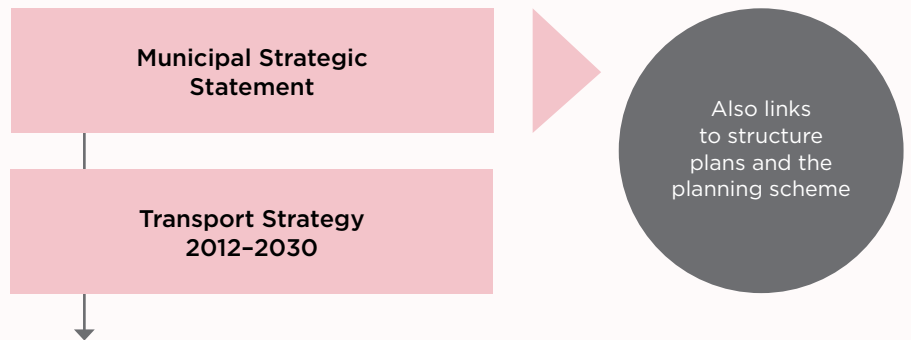 Municipal Strategic
Statement
Also links
to structure
plans and the
planning scheme
Transport Strategy
2012–2030